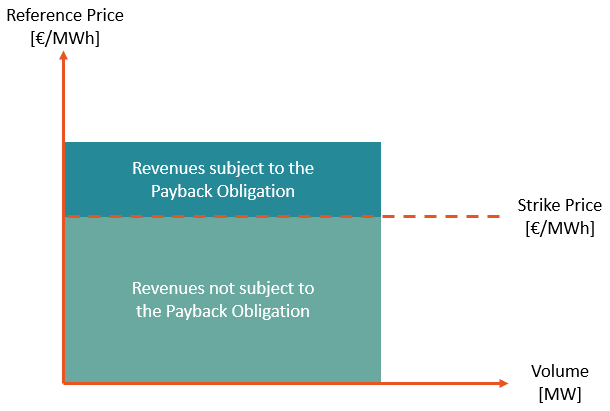 Reference Price
[€/MWh]
Revenues subject to the
Payback Obligation
Strike Price
[€/MWh]
Revenues not subject to
the Payback Obligation
Volume
[MW]